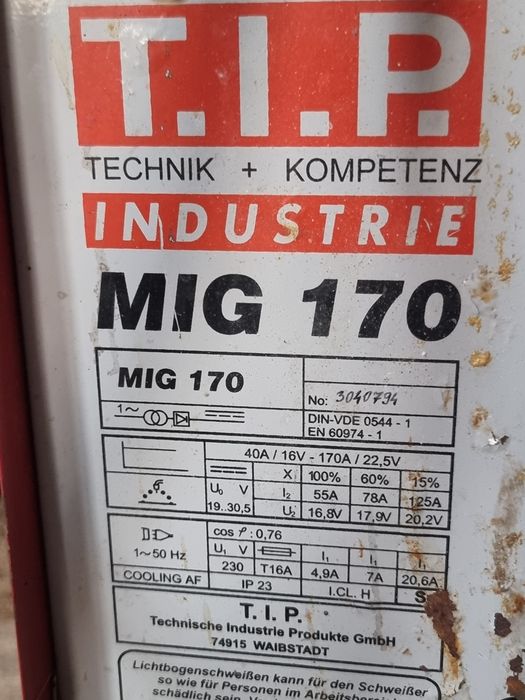 T.I.P.
TECHNIK + KOMPETENZ
INDUSTRIE
MIG 170
MIG 170
No: 3040794
1~
DIN-VDE 0544 - 1
EN 60974 - 1
40A / 16V - 170A / 22,5V
X 100% 60% 15%
U₀ V I₂ 55A 78A 125A
19..30,5 U₂ 16,8V 17,9V 20,2V
cos φ : 0,76
U₁ V I₁ I₁ I₁
1~50 Hz 230 T16A 4,9A 7A 20,6A
COOLING AF IP 23 I.CL. H S
T. I. P.
Technische Industrie Produkte GmbH
74915 WAIBSTADT
Lichtbogenschweißen kann für den Schweißer
so wie für Personen im Arbeitsbereich
schädlich sein.